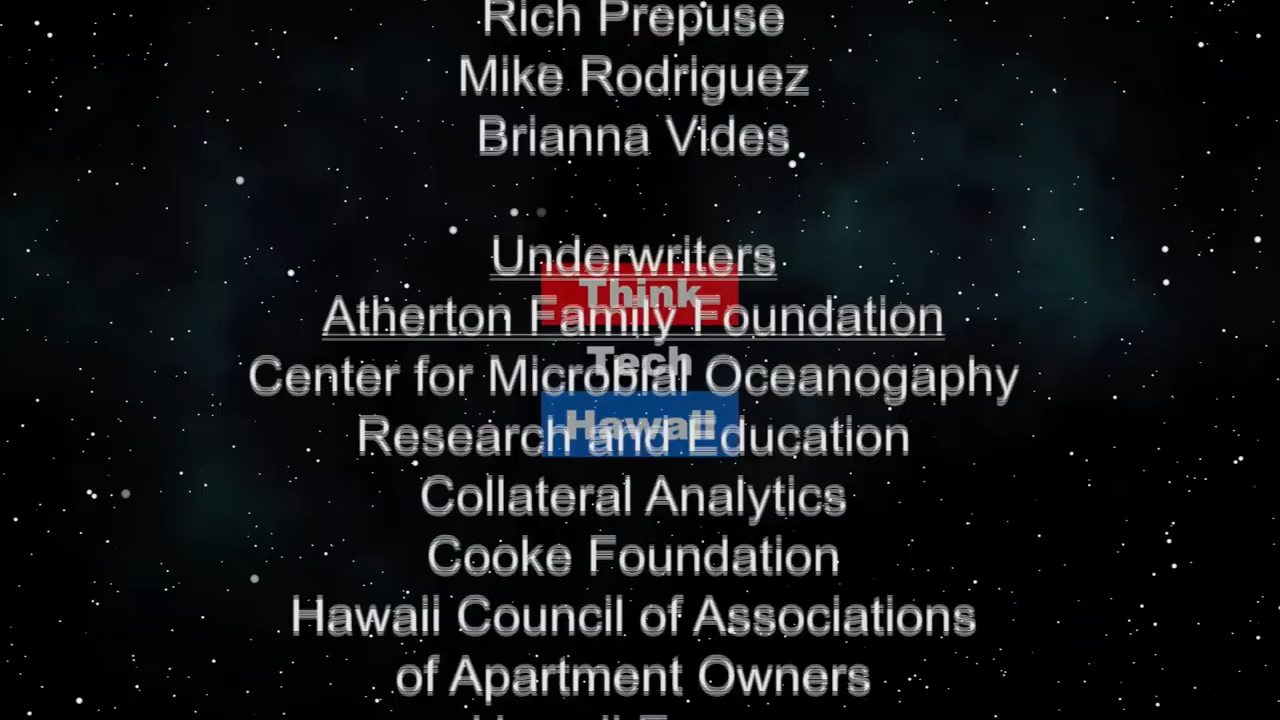 Rich Prepuse
Mike Rodriguez
Brianna Vides
Underwriters
Think
Atherton Family Foundation
Tech
Center for Microbial Oceanogaphy
Hawaii
Research and Education
Collateral Analytics
Cooke Foundation
Hawaii Council of Associations
of Apartment Owners